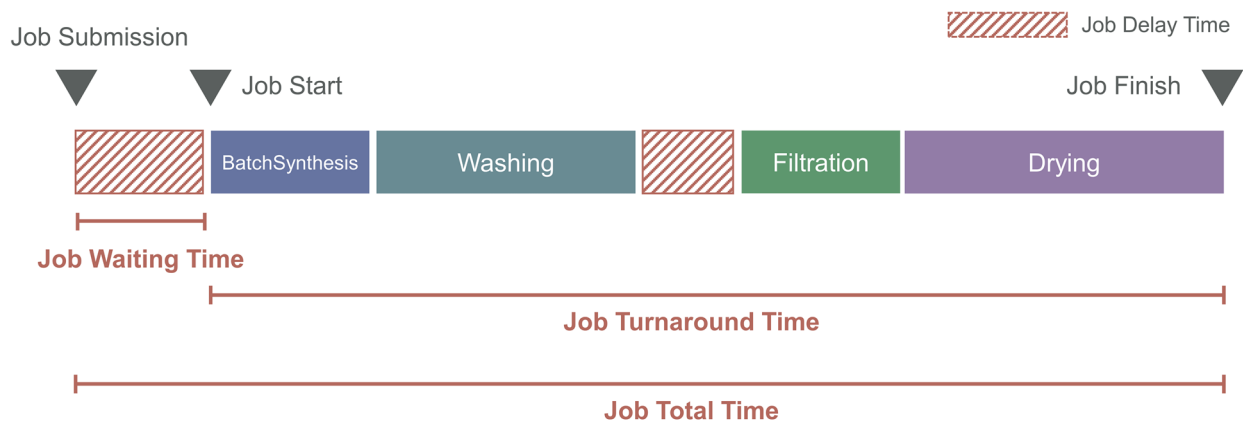 Job Delay Time
Job Submission
Job Start
Job Finish
BatchSynthesis
Washing
Filtration
Drying
Job Waiting Time
Job Turnaround Time
Job Total Time